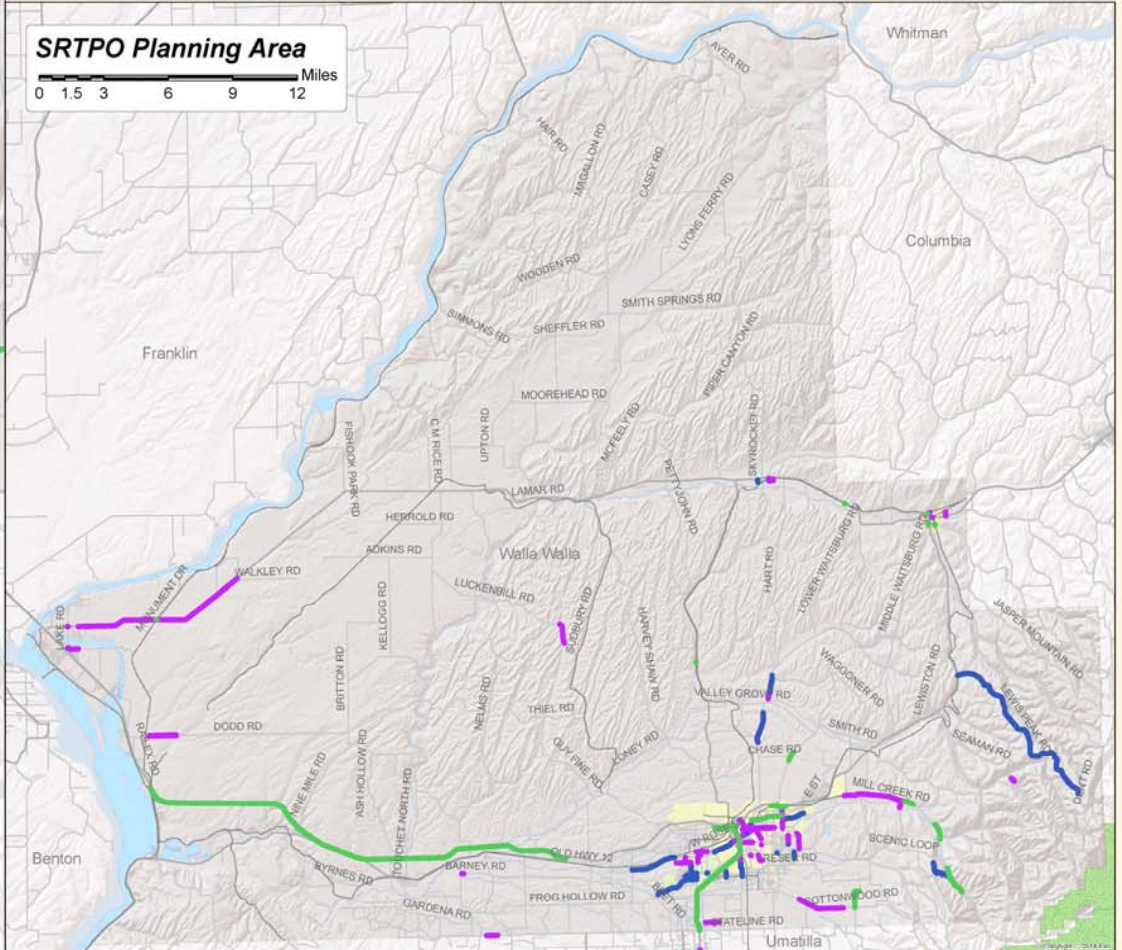 SRTPO Planning Area
Miles
0 1.5 3 6 9 12
Whitman
AYER RD
HAIR RD
MAGALLON RD
CASEY RD
LYONS FERRY RD
Columbia
WOODEN RD
SMITH SPRINGS RD
SIMMONS RD
SHEFFLER RD
Franklin
PIPER CANYON RD
MOOREHEAD RD
FISHOOK PARK RD
C M RICE RD
UPTON RD
MCFEELY RD
SKYROCKET RD
PETTYJOHN RD
LAMAR RD
HERROLD RD
LOWER WAITSBURG RD
MIDDLE WAITSBURG RD
ADKINS RD
Walla Walla
HART RD
WALKLEY RD
MONUMENT DR
LUCKENBILL RD
KELLOGG RD
SUDBURY RD
HARVEY SHAW RD
JASPER MOUNTAIN RD
LAKE RD
BRITTON RD
WAGGONER RD
LEWISTON RD
NELMS RD
VALLEY GROVE RD
LEWIS PEAK RD
THIEL RD
DODD RD
SMITH RD
SEAMAN RD
ASH HOLLOW RD
GUY FINE RD
CHASE RD
NINE MILE RD
TOUCHET NORTH RD
E ST
MILL CREEK RD
SCENIC LOOP
OLD HWY 12
RESER RD
Benton
BYRNES RD
BARNEY RD
FROG HOLLOW RD
COTTONWOOD RD
GARDENA RD
STATELINE RD
Umatilla